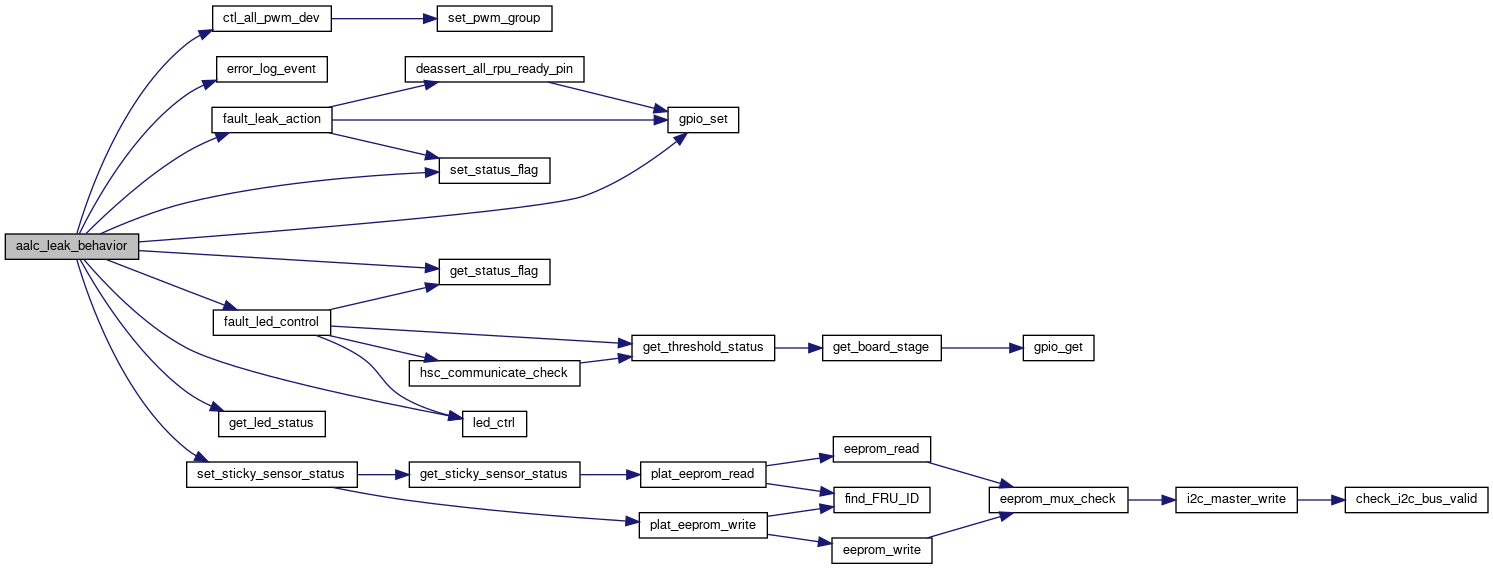 ctl_all_pwm_dev
set_pwm_group
error_log_event
deassert_all_rpu_ready_pin
fault_leak_action
gpio_set
set_status_flag
aalc_leak_behavior
get_status_flag
fault_led_control
get_threshold_status
get_board_stage
gpio_get
hsc_communicate_check
get_led_status
led_ctrl
eeprom_read
set_sticky_sensor_status
get_sticky_sensor_status
plat_eeprom_read
find_FRU_ID
eeprom_mux_check
i2c_master_write
check_i2c_bus_valid
plat_eeprom_write
eeprom_write